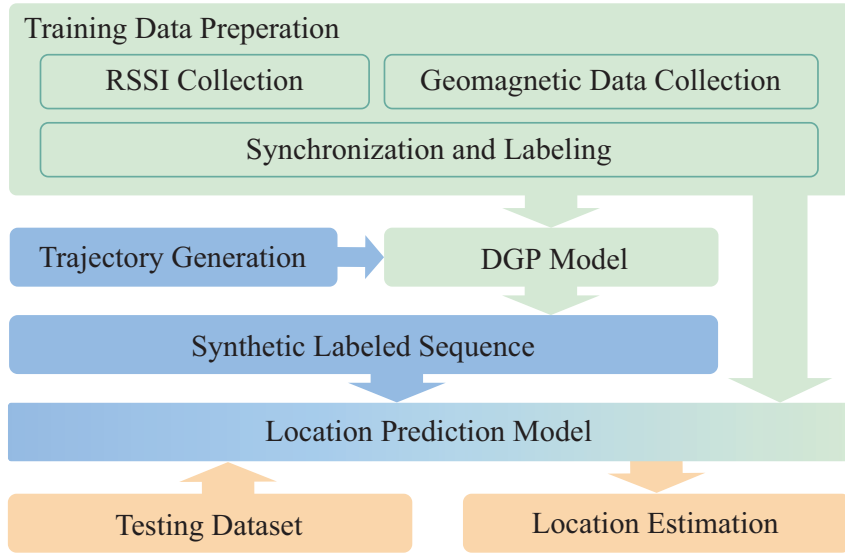 Training Data Preperation
RSSI Collection
Geomagnetic Data Collection
Synchronization and Labeling
Trajectory Generation
DGP Model
Synthetic Labeled Sequence
Location Prediction Model
Testing Dataset
Location Estimation